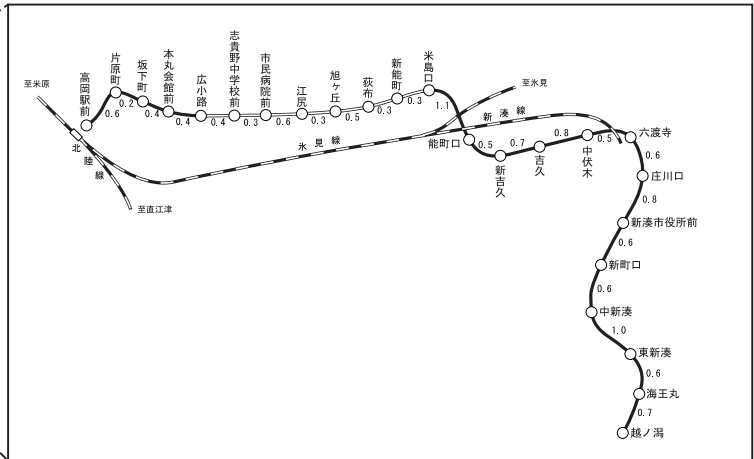 至米原
高岡駅前
0.6
片原町
0.2
坂下町
0.4
本丸会館前
0.4
広小路
0.4
志貴野中学校前
0.3
市民病院前
0.6
江尻
0.3
旭ヶ丘
0.5
荻布
0.3
新能町
0.3
米島口
1.1
能町口
0.5
新吉久
0.7
吉久
0.8
中伏木
0.5
六渡寺
0.6
庄川口
0.8
新湊市役所前
0.6
新町口
0.6
中新湊
1.0
東新湊
0.6
海王丸
0.7
越ノ潟
北陸線
至直江津
氷見線
至氷見
新湊線